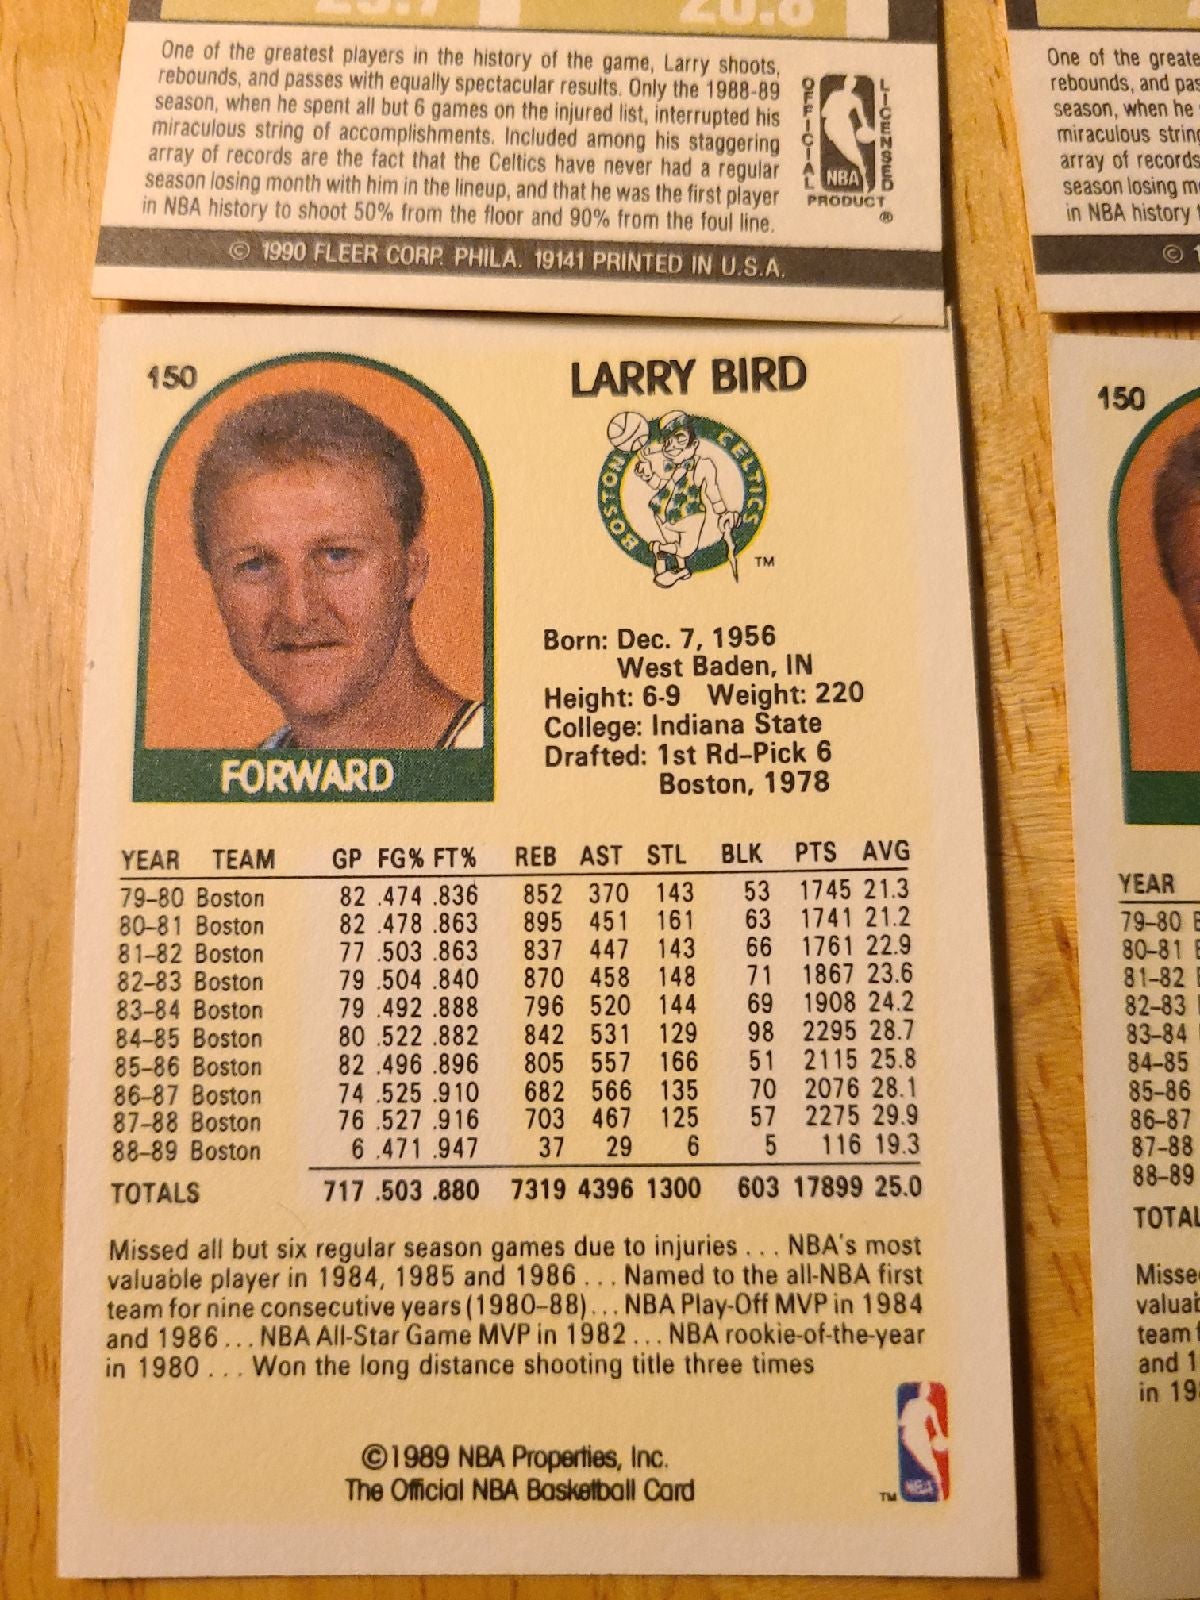 One of the greatest players in the history of the game, Larry shoots,
rebounds, and passes with equally spectacular results. Only the 1988-89
season, when he spent all but 6 games on the injured list, interrupted his
miraculous string of accomplishments. Included among his staggering
array of records are the fact that the Celtics have never had a regular
season losing month with him in the lineup, and that he was the first player
in NBA history to shoot 50% from the floor and 90% from the foul line.
OFFICIAL LICENSED
NBA
PRODUCT
®
© 1990 FLEER CORP. PHILA. 19141 PRINTED IN U.S.A.
150
LARRY BIRD
BOSTON CELTICS
TM
Born: Dec. 7, 1956
West Baden, IN
Height: 6-9 Weight: 220
College: Indiana State
Drafted: 1st Rd-Pick 6
Boston, 1978
FORWARD
YEAR TEAM GP FG% FT% REB AST STL BLK PTS AVG
79-80 Boston 82 .474 .836 852 370 143 53 1745 21.3
80-81 Boston 82 .478 .863 895 451 161 63 1741 21.2
81-82 Boston 77 .503 .863 837 447 143 66 1761 22.9
82-83 Boston 79 .504 .840 870 458 148 71 1867 23.6
83-84 Boston 79 .492 .888 796 520 144 69 1908 24.2
84-85 Boston 80 .522 .882 842 531 129 98 2295 28.7
85-86 Boston 82 .496 .896 805 557 166 51 2115 25.8
86-87 Boston 74 .525 .910 682 566 135 70 2076 28.1
87-88 Boston 76 .527 .916 703 467 125 57 2275 29.9
88-89 Boston 6 .471 .947 37 29 6 5 116 19.3
TOTALS 717 .503 .880 7319 4396 1300 603 17899 25.0
Missed all but six regular season games due to injuries . . . NBA's most
valuable player in 1984, 1985 and 1986 . . . Named to the all-NBA first
team for nine consecutive years (1980-88) . . . NBA Play-Off MVP in 1984
and 1986 . . . NBA All-Star Game MVP in 1982 . . . NBA rookie-of-the-year
in 1980 . . . Won the long distance shooting title three times
©1989 NBA Properties, Inc.
The Official NBA Basketball Card
TM
NBA
One of the
rebounds, and
season, when he
miraculous
array of records
season losing
in NBA history
©
150
YEAR
79-80
80-81
81-82
82-83
83-84
84-85
85-86
86-87
87-88
88-89
and
in